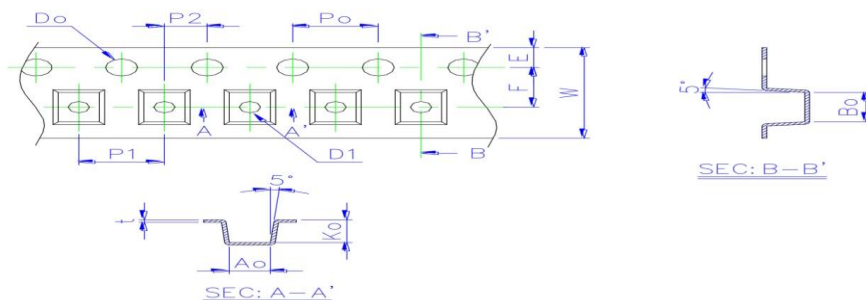 Do P2 Po B' E
F W
A A'
P1 D1 B
5° Bo
SEC: B-B'
5°
t Ko
Ao
SEC: A-A'